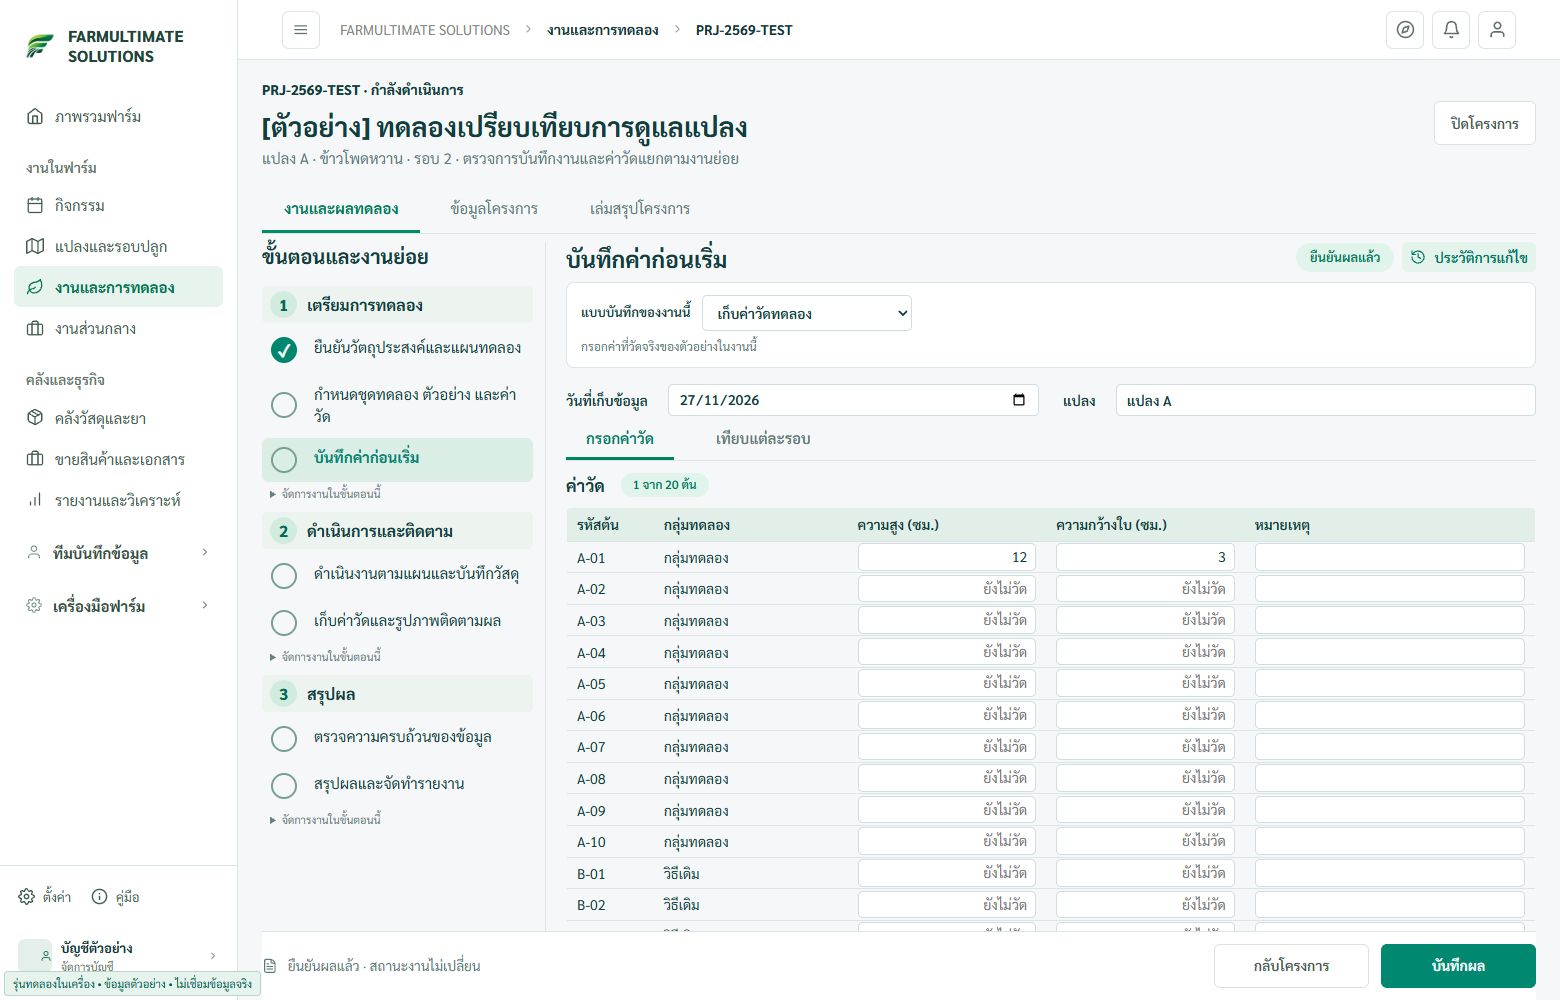 FARMULTIMATE
SOLUTIONS
ภาพรวมฟาร์ม
งานในฟาร์ม
กิจกรรม
แปลงและรอบปลูก
งานและการทดลอง
งานส่วนกลาง
คลังและธุรกิจ
คลังวัสดุและยา
ขายสินค้าและเอกสาร
รายงานและวิเคราะห์
ทีมบันทึกข้อมูล
เครื่องมือฟาร์ม
ตั้งค่า คู่มือ
บัญชีตัวอย่าง
จัดการบัญชี
รุ่นทดลองในเครื่อง • ข้อมูลตัวอย่าง • ไม่เชื่อมข้อมูลจริง
FARMULTIMATE SOLUTIONS งานและการทดลอง PRJ-2569-TEST
PRJ-2569-TEST · กำลังดำเนินการ
[ตัวอย่าง] ทดลองเปรียบเทียบการดูแลแปลง
แปลง A · ข้าวโพดหวาน · รอบ 2 · ตรวจการบันทึกงานและค่าวัดแยกตามงานย่อย
ปิดโครงการ
งานและผลทดลอง ข้อมูลโครงการ เล่มสรุปโครงการ
ขั้นตอนและงานย่อย
1 เตรียมการทดลอง
ยืนยันวัตถุประสงค์และแผนทดลอง
กำหนดชุดทดลอง ตัวอย่าง และค่า
วัด
บันทึกค่าก่อนเริ่ม
จัดการงานในขั้นตอนนี้
2 ดำเนินการและติดตาม
ดำเนินงานตามแผนและบันทึกวัสดุ
เก็บค่าวัดและรูปภาพติดตามผล
จัดการงานในขั้นตอนนี้
3 สรุปผล
ตรวจความครบถ้วนของข้อมูล
สรุปผลและจัดทำรายงาน
จัดการงานในขั้นตอนนี้
บันทึกค่าก่อนเริ่ม
ยืนยันผลแล้ว ประวัติการแก้ไข
แบบบันทึกของงานนี้ เก็บค่าวัดทดลอง
กรอกค่าที่วัดจริงของตัวอย่างในงานนี้
วันที่เก็บข้อมูล 27/11/2026 แปลง แปลง A
กรอกค่าวัด เทียบแต่ละรอบ
ค่าวัด 1 จาก 20 ต้น
รหัสต้น กลุ่มทดลอง ความสูง (ซม.) ความกว้างใบ (ซม.) หมายเหตุ
A-01 กลุ่มทดลอง 12 3
A-02 กลุ่มทดลอง ยังไม่วัด ยังไม่วัด
A-03 กลุ่มทดลอง ยังไม่วัด ยังไม่วัด
A-04 กลุ่มทดลอง ยังไม่วัด ยังไม่วัด
A-05 กลุ่มทดลอง ยังไม่วัด ยังไม่วัด
A-06 กลุ่มทดลอง ยังไม่วัด ยังไม่วัด
A-07 กลุ่มทดลอง ยังไม่วัด ยังไม่วัด
A-08 กลุ่มทดลอง ยังไม่วัด ยังไม่วัด
A-09 กลุ่มทดลอง ยังไม่วัด ยังไม่วัด
A-10 กลุ่มทดลอง ยังไม่วัด ยังไม่วัด
B-01 วิธีเดิม ยังไม่วัด ยังไม่วัด
B-02 วิธีเดิม ยังไม่วัด ยังไม่วัด
ยืนยันผลแล้ว · สถานะงานไม่เปลี่ยน
กลับโครงการ บันทึกผล